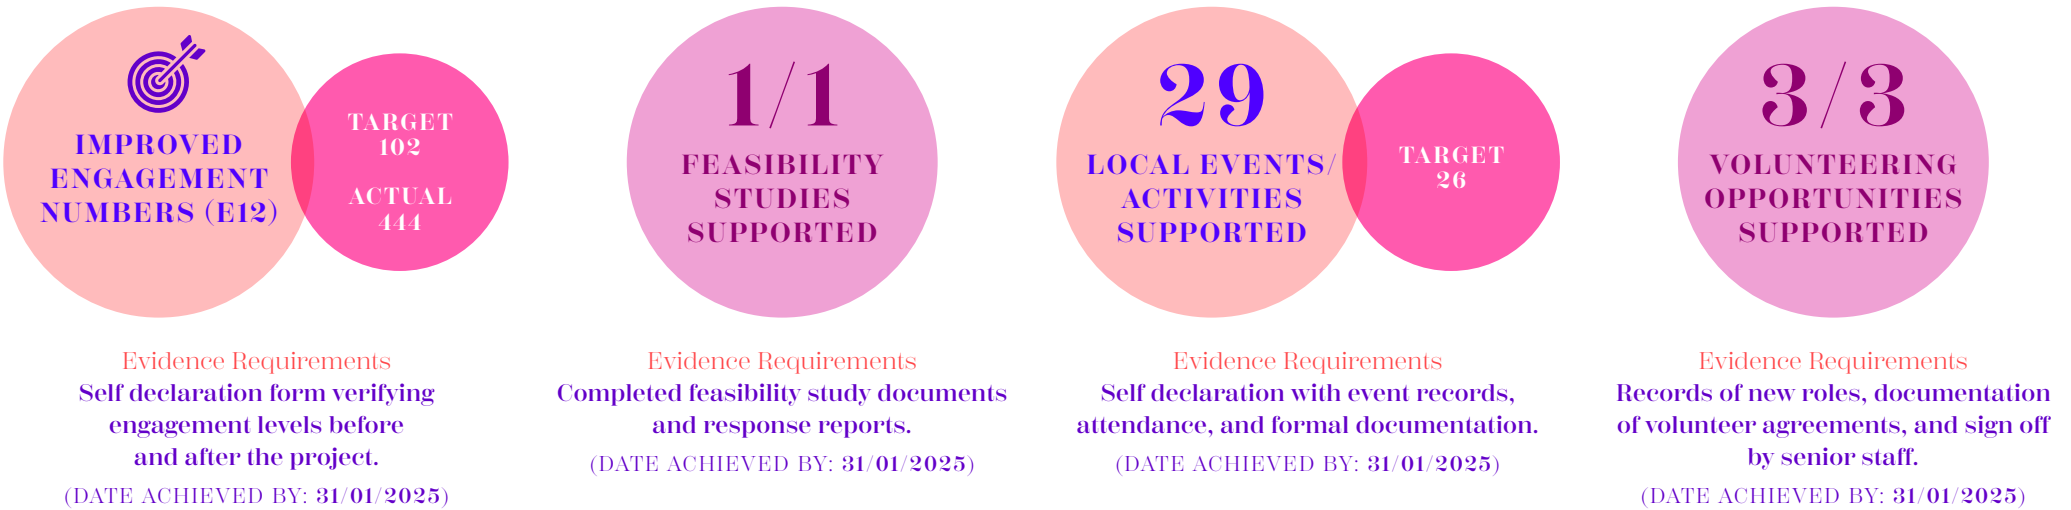 IMPROVED
ENGAGEMENT
NUMBERS (E12)
TARGET
102
ACTUAL
444
Evidence Requirements
Self declaration form verifying
engagement levels before
and after the project.
(DATE ACHIEVED BY: 31/01/2025)
1/1
FEASIBILITY
STUDIES
SUPPORTED
Evidence Requirements
Completed feasibility study documents
and response reports.
(DATE ACHIEVED BY: 31/01/2025)
29
LOCAL EVENTS/
ACTIVITIES
SUPPORTED
TARGET
26
Evidence Requirements
Self declaration with event records,
attendance, and formal documentation.
(DATE ACHIEVED BY: 31/01/2025)
3/3
VOLUNTEERING
OPPORTUNITIES
SUPPORTED
Evidence Requirements
Records of new roles, documentation
of volunteer agreements, and sign off
by senior staff.
(DATE ACHIEVED BY: 31/01/2025)